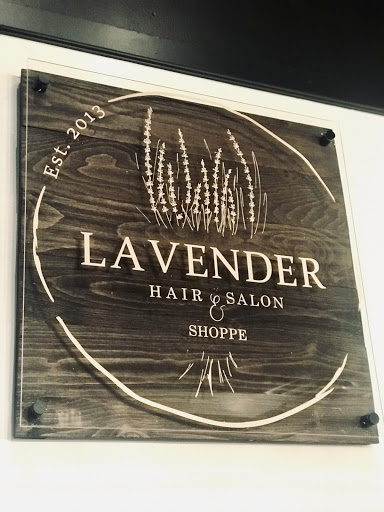 Est. 2013
LAVENDER
HAIR & SALON
SHOPPE